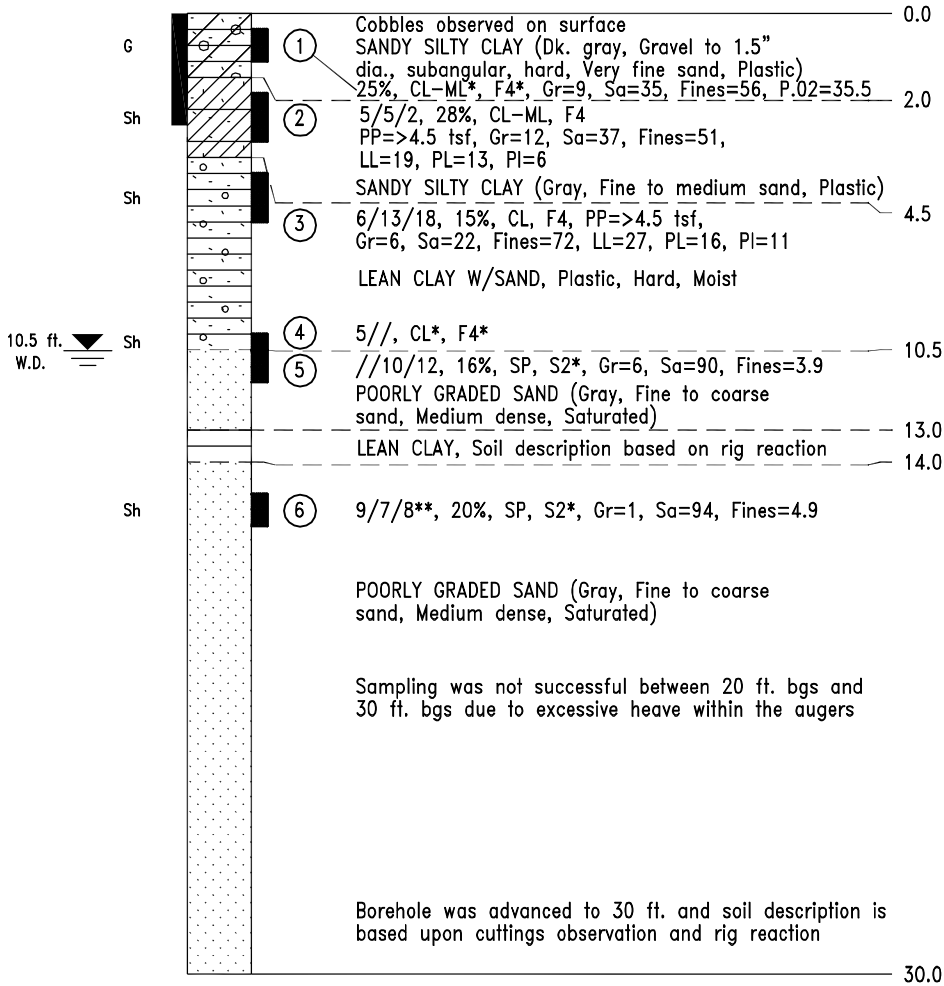 Cobbles observed on surface
0.0
G
1
SANDY SILTY CLAY (Dk. gray, Gravel to 1.5"
dia., subangular, hard, Very fine sand, Plastic)
25%, CL-ML*, F4*, Gr=9, Sa=35, Fines=56, P.02=35.5
2.0
Sh
2
5/5/2, 28%, CL-ML, F4
PP=>4.5 tsf, Gr=12, Sa=37, Fines=51,
LL=19, PL=13, PI=6
SANDY SILTY CLAY (Gray, Fine to medium sand, Plastic)
4.5
Sh
3
6/13/18, 15%, CL, F4, PP=>4.5 tsf,
Gr=6, Sa=22, Fines=72, LL=27, PL=16, PI=11
LEAN CLAY W/SAND, Plastic, Hard, Moist
10.5 ft.
W.D.
Sh
4
5//, CL*, F4*
10.5
5
//10/12, 16%, SP, S2*, Gr=6, Sa=90, Fines=3.9
POORLY GRADED SAND (Gray, Fine to coarse
sand, Medium dense, Saturated)
13.0
LEAN CLAY, Soil description based on rig reaction
14.0
Sh
6
9/7/8**, 20%, SP, S2*, Gr=1, Sa=94, Fines=4.9
POORLY GRADED SAND (Gray, Fine to coarse
sand, Medium dense, Saturated)
Sampling was not successful between 20 ft. bgs and
30 ft. bgs due to excessive heave within the augers
Borehole was advanced to 30 ft. and soil description is
based upon cuttings observation and rig reaction
30.0